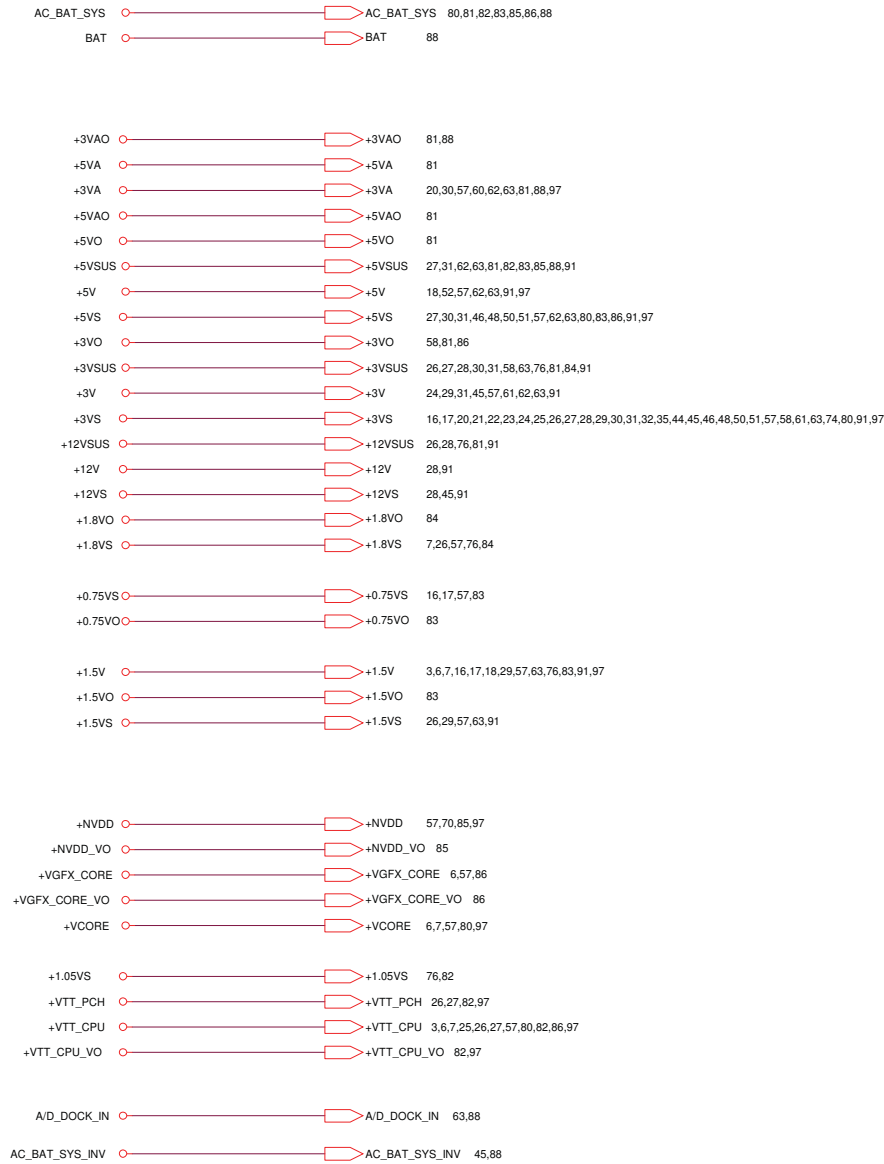 AC_BAT_SYS AC_BAT_SYS 80,81,82,83,85,86,88
BAT BAT 88
+3VAO +3VAO 81,88
+5VA +5VA 81
+3VA +3VA 20,30,57,60,62,63,81,88,97
+5VAO +5VAO 81
+5VO +5VO 81
+5VSUS +5VSUS 27,31,62,63,81,82,83,85,88,91
+5V +5V 18,52,57,62,63,91,97
+5VS +5VS 27,30,31,46,48,50,51,57,62,63,80,83,86,91,97
+3VO +3VO 58,81,86
+3VSUS +3VSUS 26,27,28,30,31,58,63,76,81,84,91
+3V +3V 24,29,31,45,57,61,62,63,91
+3VS +3VS 16,17,20,21,22,23,24,25,26,27,28,29,30,31,32,35,44,45,46,48,50,51,57,58,61,63,74,80,91,97
+12VSUS +12VSUS 26,28,76,81,91
+12V +12V 28,91
+12VS +12VS 28,45,91
+1.8VO +1.8VO 84
+1.8VS +1.8VS 7,26,57,76,84
+0.75VS +0.75VS 16,17,57,83
+0.75VO +0.75VO 83
+1.5V +1.5V 3,6,7,16,17,18,29,57,63,76,83,91,97
+1.5VO +1.5VO 83
+1.5VS +1.5VS 26,29,57,63,91
+NVDD +NVDD 57,70,85,97
+NVDD_VO +NVDD_VO 85
+VGFX_CORE +VGFX_CORE 6,57,86
+VGFX_CORE_VO +VGFX_CORE_VO 86
+VCORE +VCORE 6,7,57,80,97
+1.05VS +1.05VS 76,82
+VTT_PCH +VTT_PCH 26,27,82,97
+VTT_CPU +VTT_CPU 3,6,7,25,26,27,57,80,82,86,97
+VTT_CPU_VO +VTT_CPU_VO 82,97
A/D_DOCK_IN A/D_DOCK_IN 63,88
AC_BAT_SYS_INV AC_BAT_SYS_INV 45,88